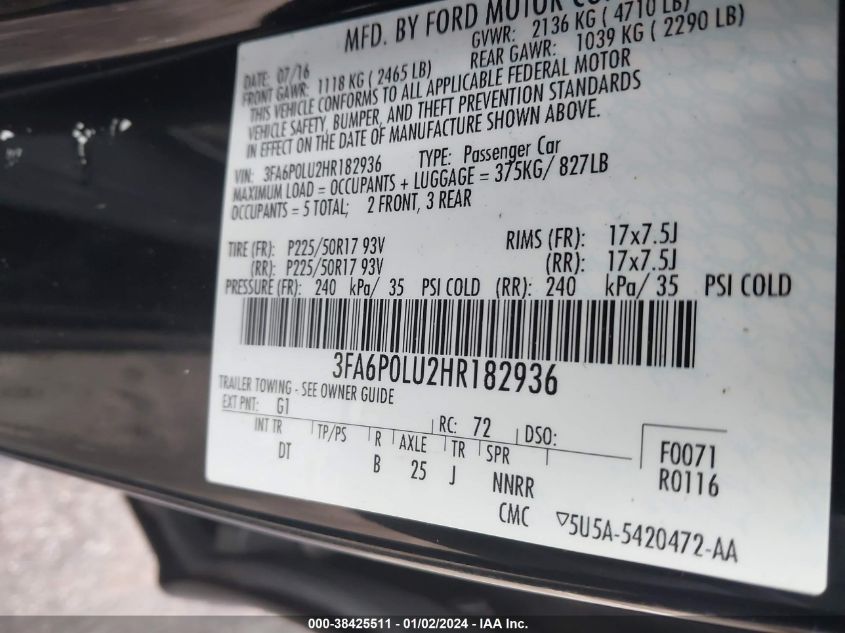 MFD. BY FORD MOTOR CO
DATE: 07/16 GVWR: 2136 KG ( 4710 LB)
FRONT GAWR: 1118 KG ( 2465 LB) REAR GAWR: 1039 KG ( 2290 LB)
THIS VEHICLE CONFORMS TO ALL APPLICABLE FEDERAL MOTOR
VEHICLE SAFETY, BUMPER, AND THEFT PREVENTION STANDARDS
IN EFFECT ON THE DATE OF MANUFACTURE SHOWN ABOVE.
VIN: 3FA6P0LU2HR182936 TYPE: Passenger Car
MAXIMUM LOAD = OCCUPANTS + LUGGAGE = 375KG/ 827LB
OCCUPANTS = 5 TOTAL; 2 FRONT, 3 REAR
TIRE (FR): P225/50R17 93V RIMS (FR): 17x7.5J
(RR): P225/50R17 93V (RR): 17x7.5J
PRESSURE (FR): 240 kPa/ 35 PSI COLD (RR): 240 kPa/ 35 PSI COLD
3FA6P0LU2HR182936
TRAILER TOWING - SEE OWNER GUIDE
EXT PNT: G1 RC: 72 DSO:
INT TR TP/PS R AXLE TR SPR F0071
DT B 25 J NNRR R0116
CMC ▽5U5A-5420472-AA
000-38425511 - 01/02/2024 - IAA Inc.